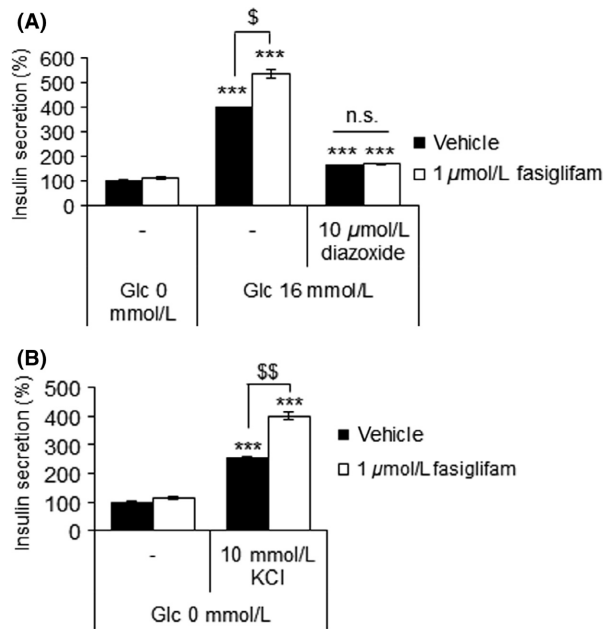 (A)
Insulin secretion (%)
600
500
400
300
200
100
0
$
***
***
n.s.
*** ***
Vehicle
1 µmol/L fasiglifam
-
-
10 µmol/L
diazoxide
Glc 0
mmol/L
Glc 16 mmol/L
(B)
Insulin secretion (%)
500
400
300
200
100
0
$$
***
***
Vehicle
1 µmol/L fasiglifam
-
10 mmol/L
KCl
Glc 0 mmol/L